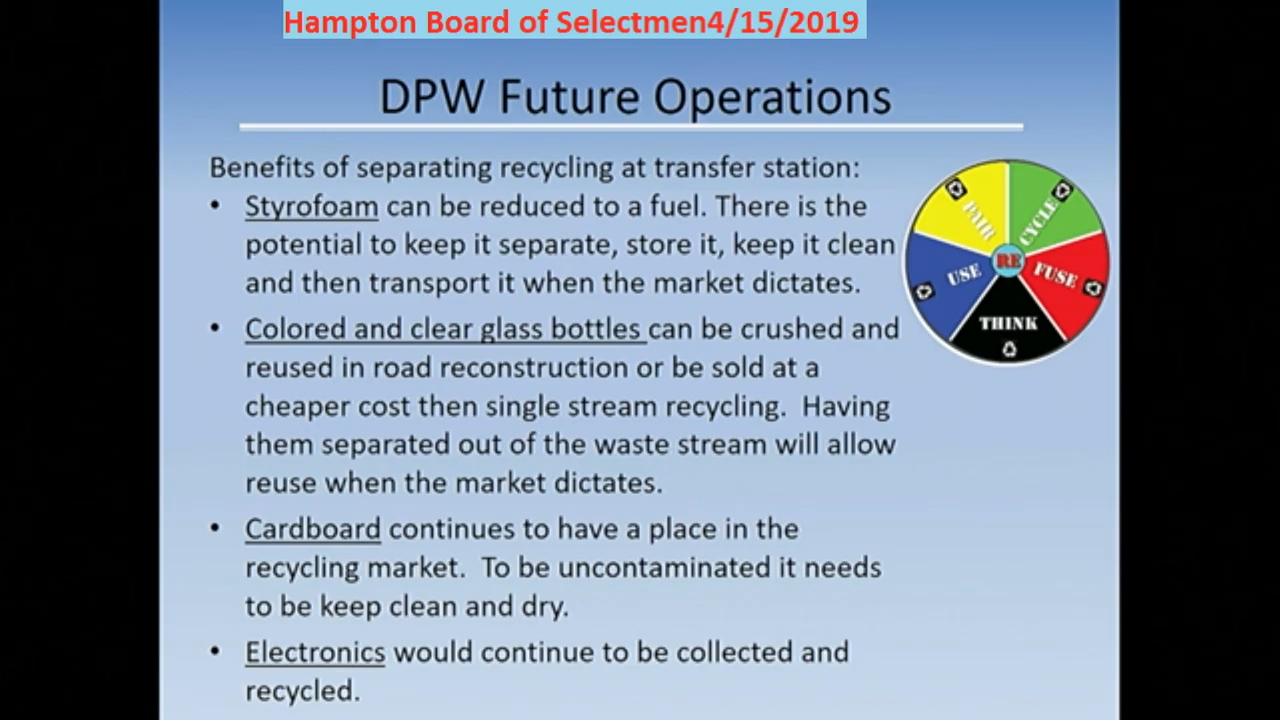 Hampton Board of Selectmen4/15/2019
DPW Future Operations
Benefits of separating recycling at transfer station:
• Styrofoam can be reduced to a fuel. There is the
potential to keep it separate, store it, keep it clean
and then transport it when the market dictates.
• Colored and clear glass bottles can be crushed and
reused in road reconstruction or be sold at a
cheaper cost then single stream recycling.  Having
them separated out of the waste stream will allow
reuse when the market dictates.
• Cardboard continues to have a place in the
recycling market.  To be uncontaminated it needs
to be keep clean and dry.
• Electronics would continue to be collected and
recycled.
PAIR
CYCLE
USE
RE
FUSE
THINK